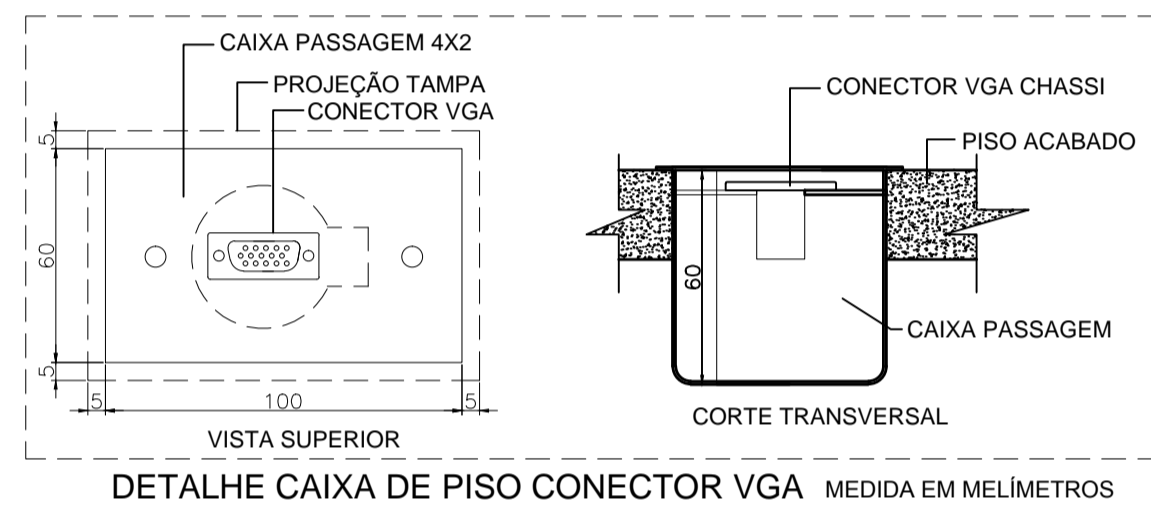 CAIXA PASSAGEM 4X2
PROJEÇÃO TAMPA
CONECTOR VGA
5
60
5
5
100
5
VISTA SUPERIOR
CONECTOR VGA CHASSI
PISO ACABADO
60
CAIXA PASSAGEM
CORTE TRANSVERSAL
DETALHE CAIXA DE PISO CONECTOR VGA MEDIDA EM MELÍMETROS